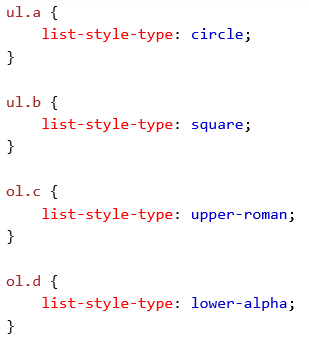 ul.a {
    list-style-type: circle;
}

ul.b {
    list-style-type: square;
}

ol.c {
    list-style-type: upper-roman;
}

ol.d {
    list-style-type: lower-alpha;
}